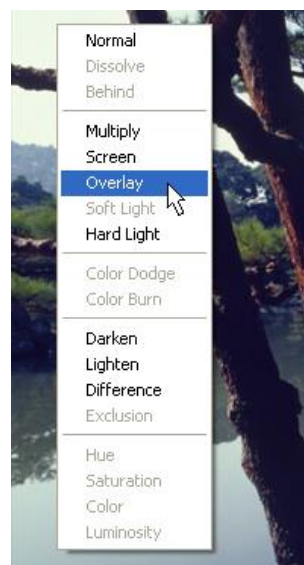 Normal
Dissolve
Behind
Multiply
Screen
Overlay
Soft Light
Hard Light
Color Dodge
Color Burn
Darken
Lighten
Difference
Exclusion
Hue
Saturation
Color
Luminosity